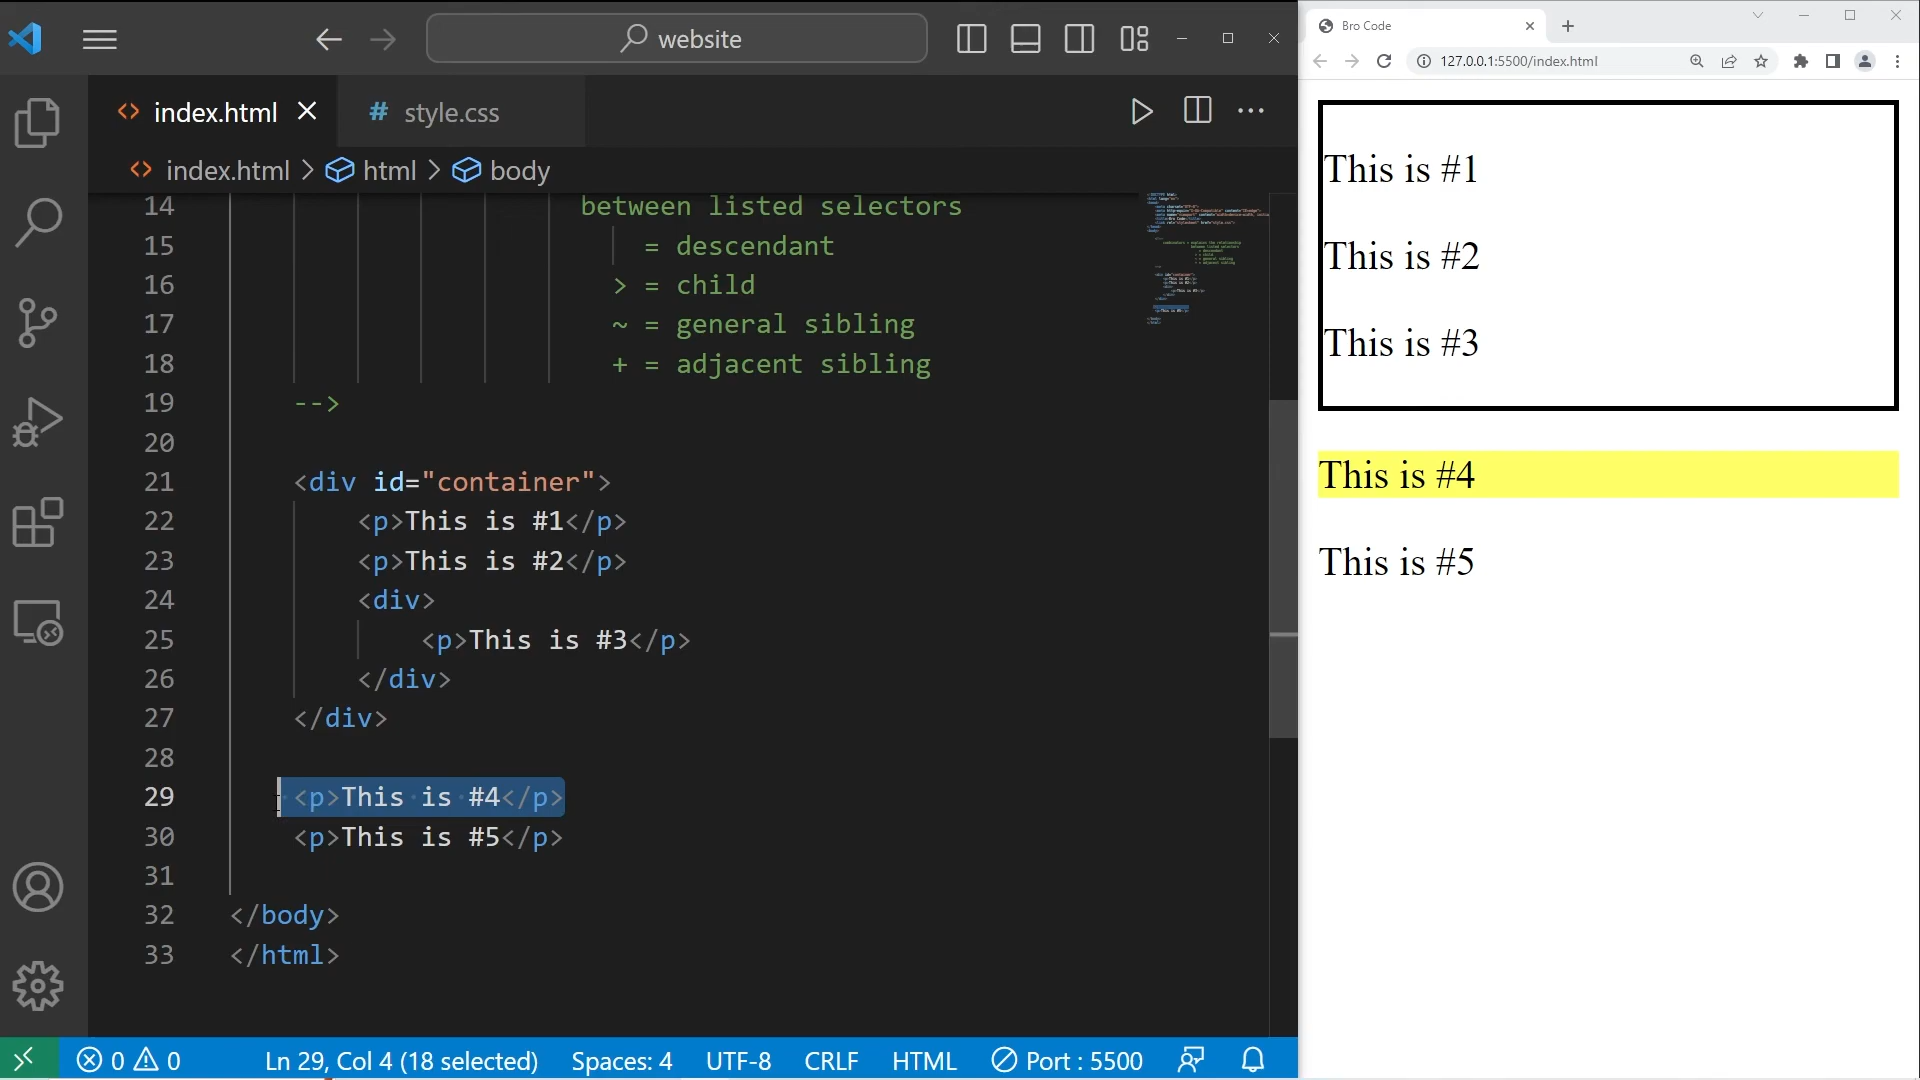 website
index.html
# style.css
index.html > html > body
14 between listed selectors
15 = descendant
16 > = child
17 ~ = general sibling
18 + = adjacent sibling
19 -->
20
21 <div id="container">
22 <p>This is #1</p>
23 <p>This is #2</p>
24 <div>
25 <p>This is #3</p>
26 </div>
27 </div>
28
29 <p>This is #4</p>
30 <p>This is #5</p>
31
32 </body>
33 </html>
0 0 Ln 29, Col 4 (18 selected) Spaces: 4 UTF-8 CRLF HTML Port : 5500
Bro Code
127.0.0.1:5500/index.html
This is #1
This is #2
This is #3
This is #4
This is #5